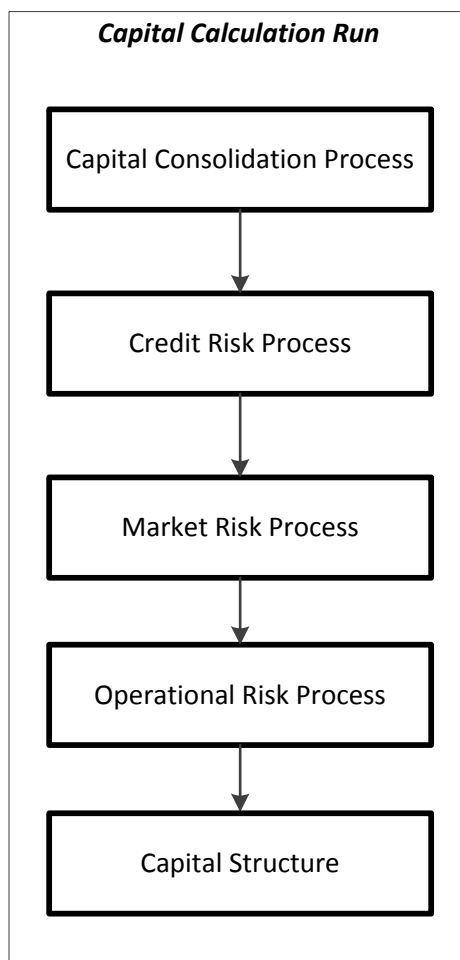 Capital Calculation Run
Capital Consolidation Process
Credit Risk Process
Market Risk Process
Operational Risk Process
Capital Structure